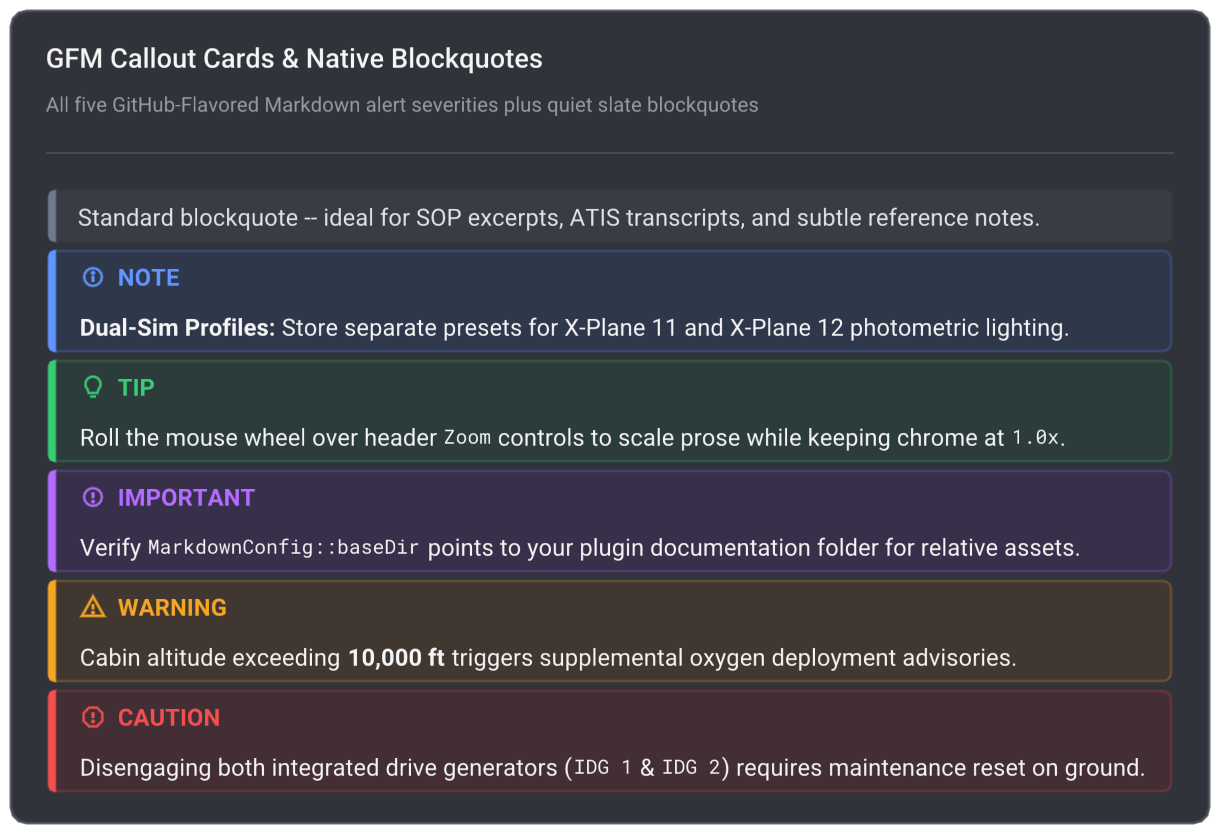 GFM Callout Cards & Native Blockquotes
All five GitHub-Flavored Markdown alert severities plus quiet slate blockquotes
Standard blockquote -- ideal for SOP excerpts, ATIS transcripts, and subtle reference notes.
NOTE
Dual-Sim Profiles: Store separate presets for X-Plane 11 and X-Plane 12 photometric lighting.
TIP
Roll the mouse wheel over header Zoom controls to scale prose while keeping chrome at 1.0x.
IMPORTANT
Verify MarkdownConfig::baseDir points to your plugin documentation folder for relative assets.
WARNING
Cabin altitude exceeding 10,000 ft triggers supplemental oxygen deployment advisories.
CAUTION
Disengaging both integrated drive generators (IDG 1 & IDG 2) requires maintenance reset on ground.